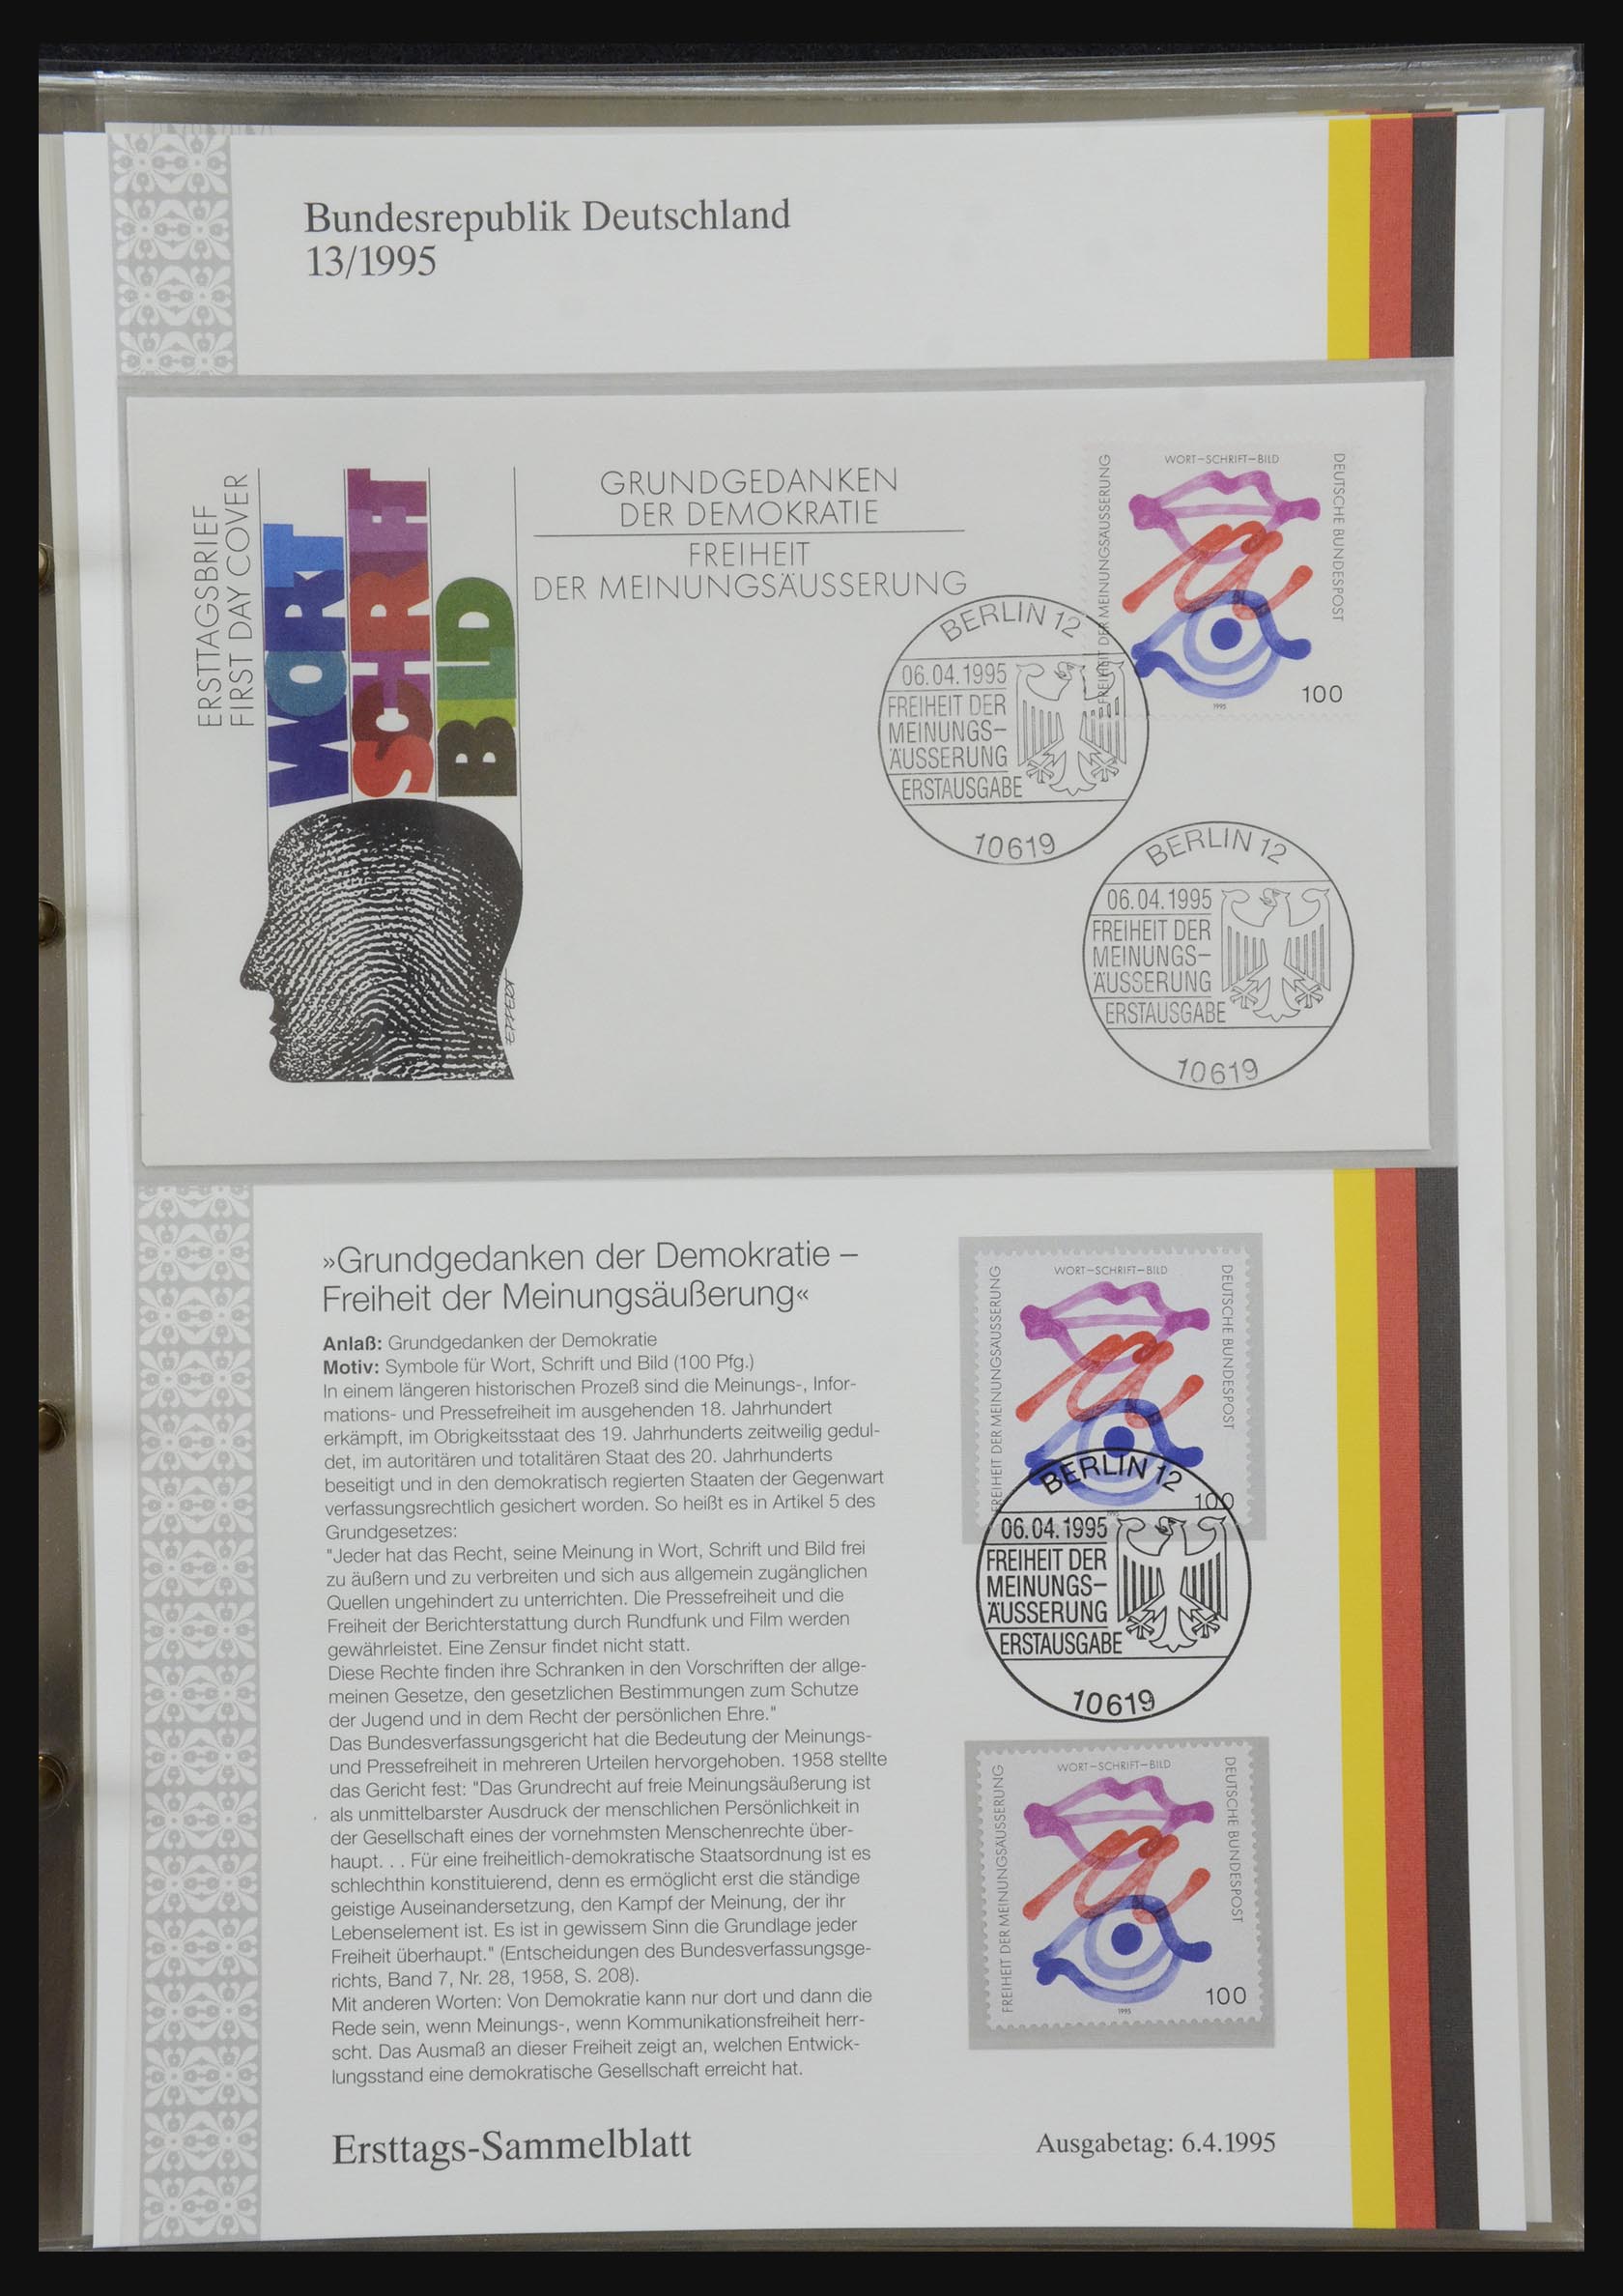 Bundesrepublik Deutschland
13/1995
ERSTTAGSBRIEF
FIRST DAY COVER
WORT
SCHRIFT
BILD
EPPERT
GRUNDGEDANKEN
DER DEMOKRATIE
FREIHEIT
DER MEINUNGSÄUSSERUNG
WORT–SCHRIFT–BILD
FREIHEIT DER MEINUNGSÄUSSERUNG
DEUTSCHE BUNDESPOST
100
1995
BERLIN 12
06.04.1995
FREIHEIT DER
MEINUNGS–
ÄUSSERUNG
ERSTAUSGABE
10619
BERLIN 12
06.04.1995
FREIHEIT DER
MEINUNGS–
ÄUSSERUNG
ERSTAUSGABE
10619
»Grundgedanken der Demokratie –
Freiheit der Meinungsäußerung«
Anlaß: Grundgedanken der Demokratie
Motiv: Symbole für Wort, Schrift und Bild (100 Pfg.)
In einem längeren historischen Prozeß sind die Meinungs-, Infor-
mations- und Pressefreiheit im ausgehenden 18. Jahrhundert
erkämpft, im Obrigkeitsstaat des 19. Jahrhunderts zeitweilig gedul-
det, im autoritären und totalitären Staat des 20. Jahrhunderts
beseitigt und in den demokratisch regierten Staaten der Gegenwart
verfassungsrechtlich gesichert worden. So heißt es in Artikel 5 des
Grundgesetzes:
"Jeder hat das Recht, seine Meinung in Wort, Schrift und Bild frei
zu äußern und zu verbreiten und sich aus allgemein zugänglichen
Quellen ungehindert zu unterrichten. Die Pressefreiheit und die
Freiheit der Berichterstattung durch Rundfunk und Film werden
gewährleistet. Eine Zensur findet nicht statt.
Diese Rechte finden ihre Schranken in den Vorschriften der allge-
meinen Gesetze, den gesetzlichen Bestimmungen zum Schutze
der Jugend und in dem Recht der persönlichen Ehre."
Das Bundesverfassungsgericht hat die Bedeutung der Meinungs-
und Pressefreiheit in mehreren Urteilen hervorgehoben. 1958 stellte
das Gericht fest: "Das Grundrecht auf freie Meinungsäußerung ist
als unmittelbarster Ausdruck der menschlichen Persönlichkeit in
der Gesellschaft eines der vornehmsten Menschenrechte über-
haupt. . . Für eine freiheitlich-demokratische Staatsordnung ist es
schlechthin konstituierend, denn es ermöglicht erst die ständige
geistige Auseinandersetzung, den Kampf der Meinung, der ihr
Lebenselement ist. Es ist in gewissem Sinn die Grundlage jeder
Freiheit überhaupt." (Entscheidungen des Bundesverfassungsge-
richts, Band 7, Nr. 28, 1958, S. 208).
Mit anderen Worten: Von Demokratie kann nur dort und dann die
Rede sein, wenn Meinungs-, wenn Kommunikationsfreiheit herr-
scht. Das Ausmaß an dieser Freiheit zeigt an, welchen Entwick-
lungsstand eine demokratische Gesellschaft erreicht hat.
WORT–SCHRIFT–BILD
FREIHEIT DER MEINUNGSÄUSSERUNG
DEUTSCHE BUNDESPOST
100
BERLIN 12
06.04.1995
FREIHEIT DER
MEINUNGS–
ÄUSSERUNG
ERSTAUSGABE
10619
WORT–SCHRIFT–BILD
FREIHEIT DER MEINUNGSÄUSSERUNG
DEUTSCHE BUNDESPOST
100
1995
Ersttags-Sammelblatt
Ausgabetag: 6.4.1995